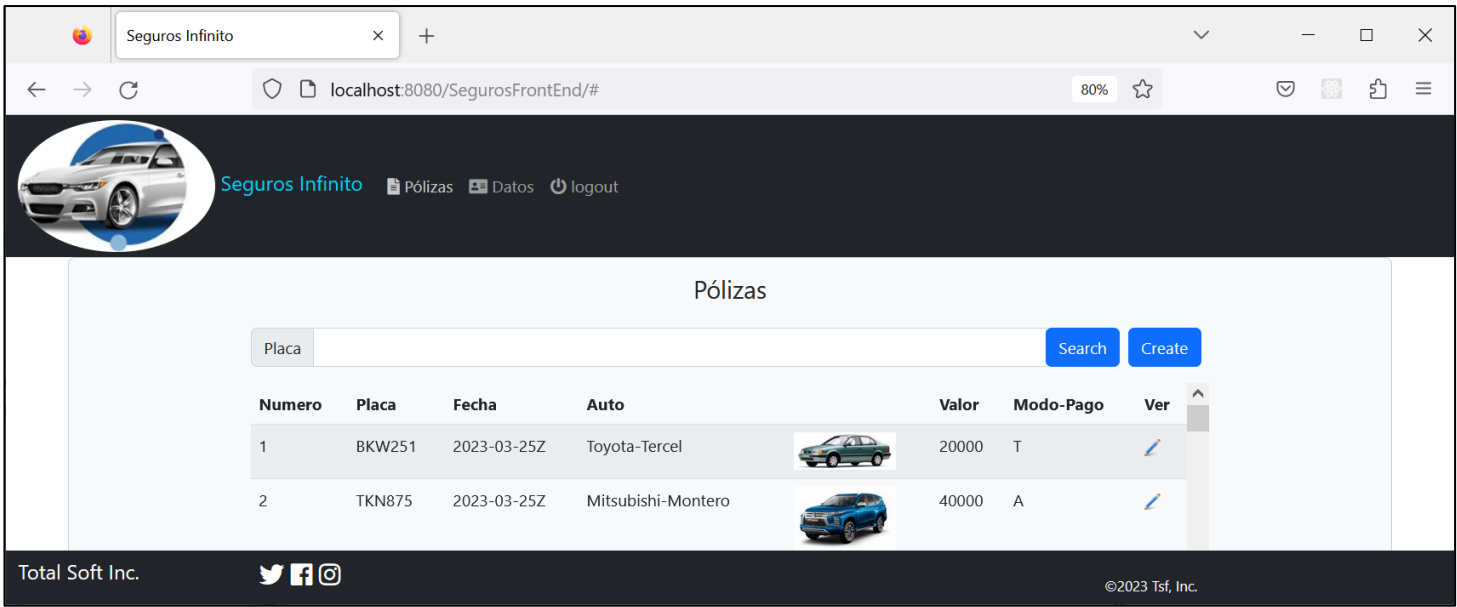 Seguros Infinito
localhost:8080/SegurosFrontEnd/#
80%
Seguros Infinito
Pólizas
Datos
logout
Pólizas
Placa
Search
Create
Numero Placa Fecha Auto Valor Modo-Pago Ver
1 BKW251 2023-03-25Z Toyota-Tercel 20000 T
2 TKN875 2023-03-25Z Mitsubishi-Montero 40000 A
Total Soft Inc.
©2023 Tsf, Inc.